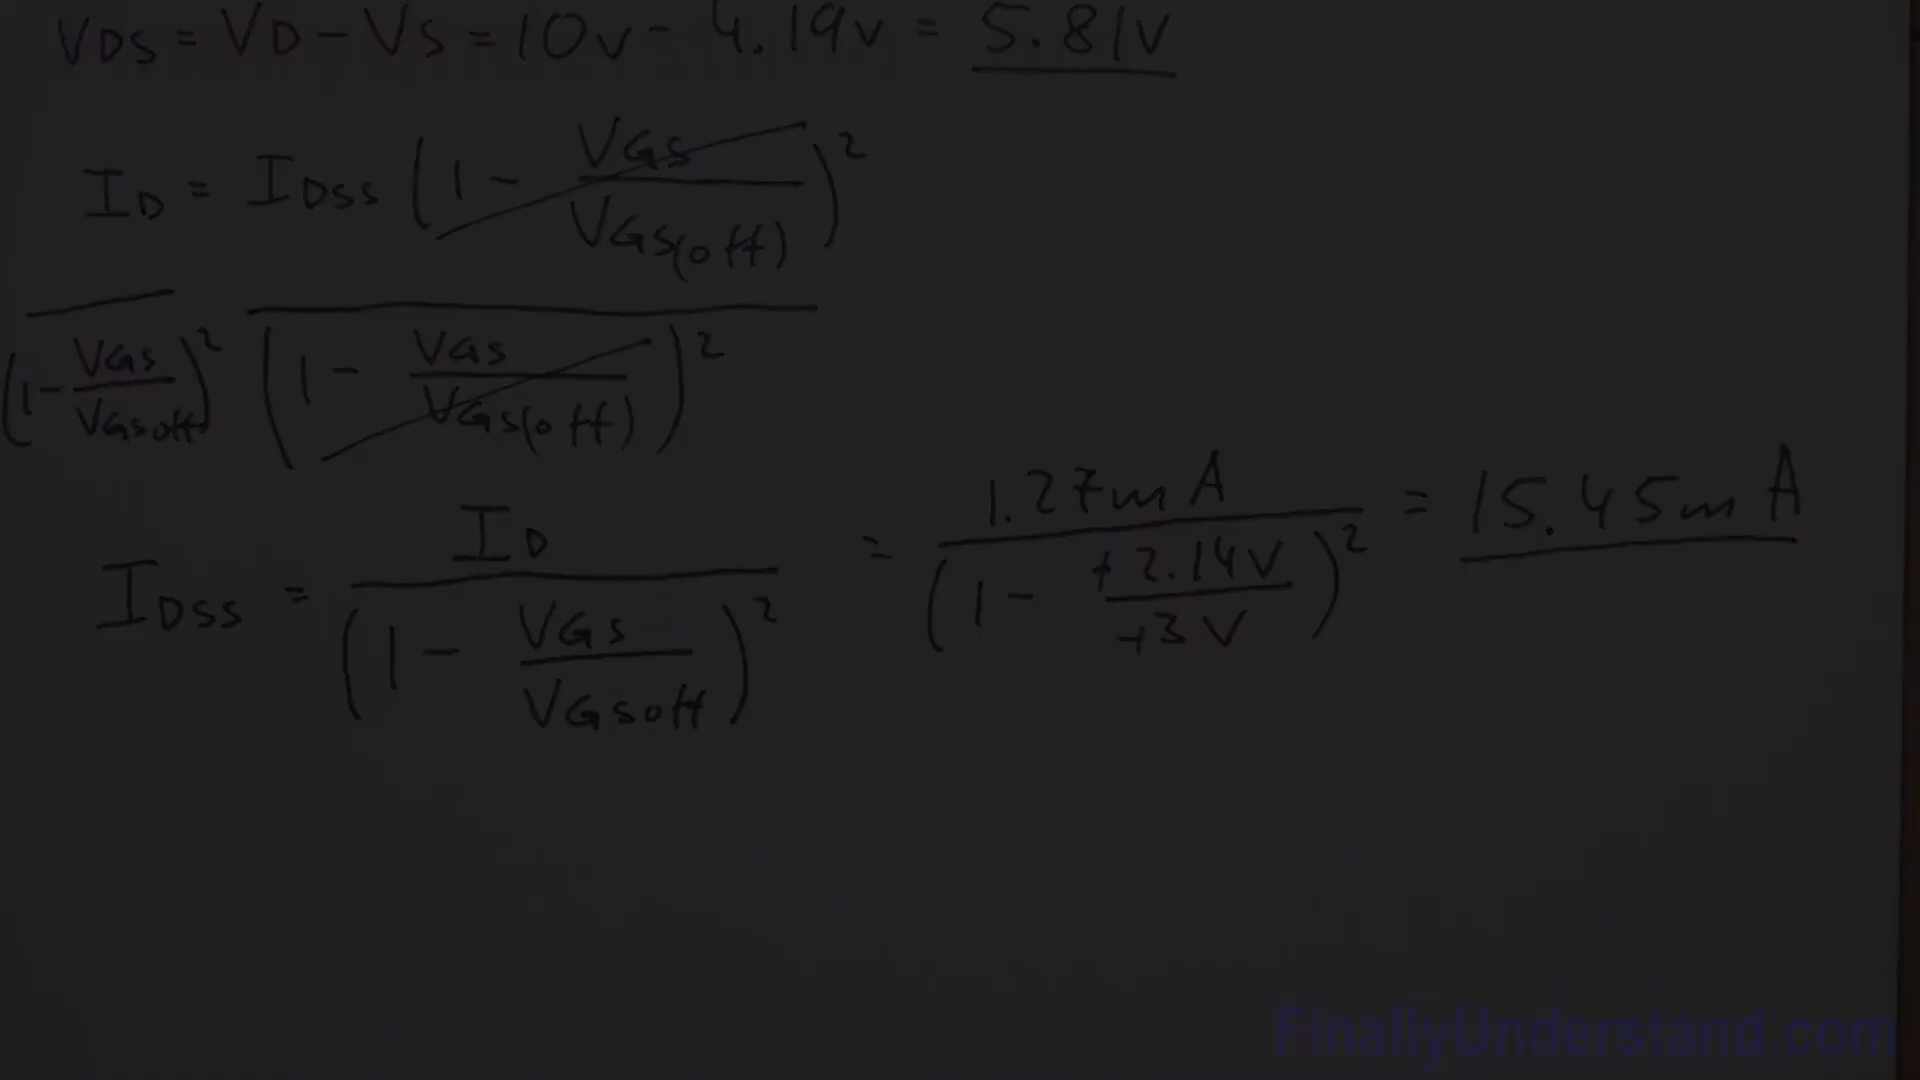 VDS = VD - VS = 10V - 4.19V = 5.81V
ID = IDSS (1 - VGS / VGS(off))²
(1 - VGS / VGSoff)² (1 - VGS / VGS(off))²
IDSS = ID / (1 - VGS / VGSoff)² = 1.27mA / (1 - +2.14V / +3V)² = 15.45mA
FinallyUnderstand.com